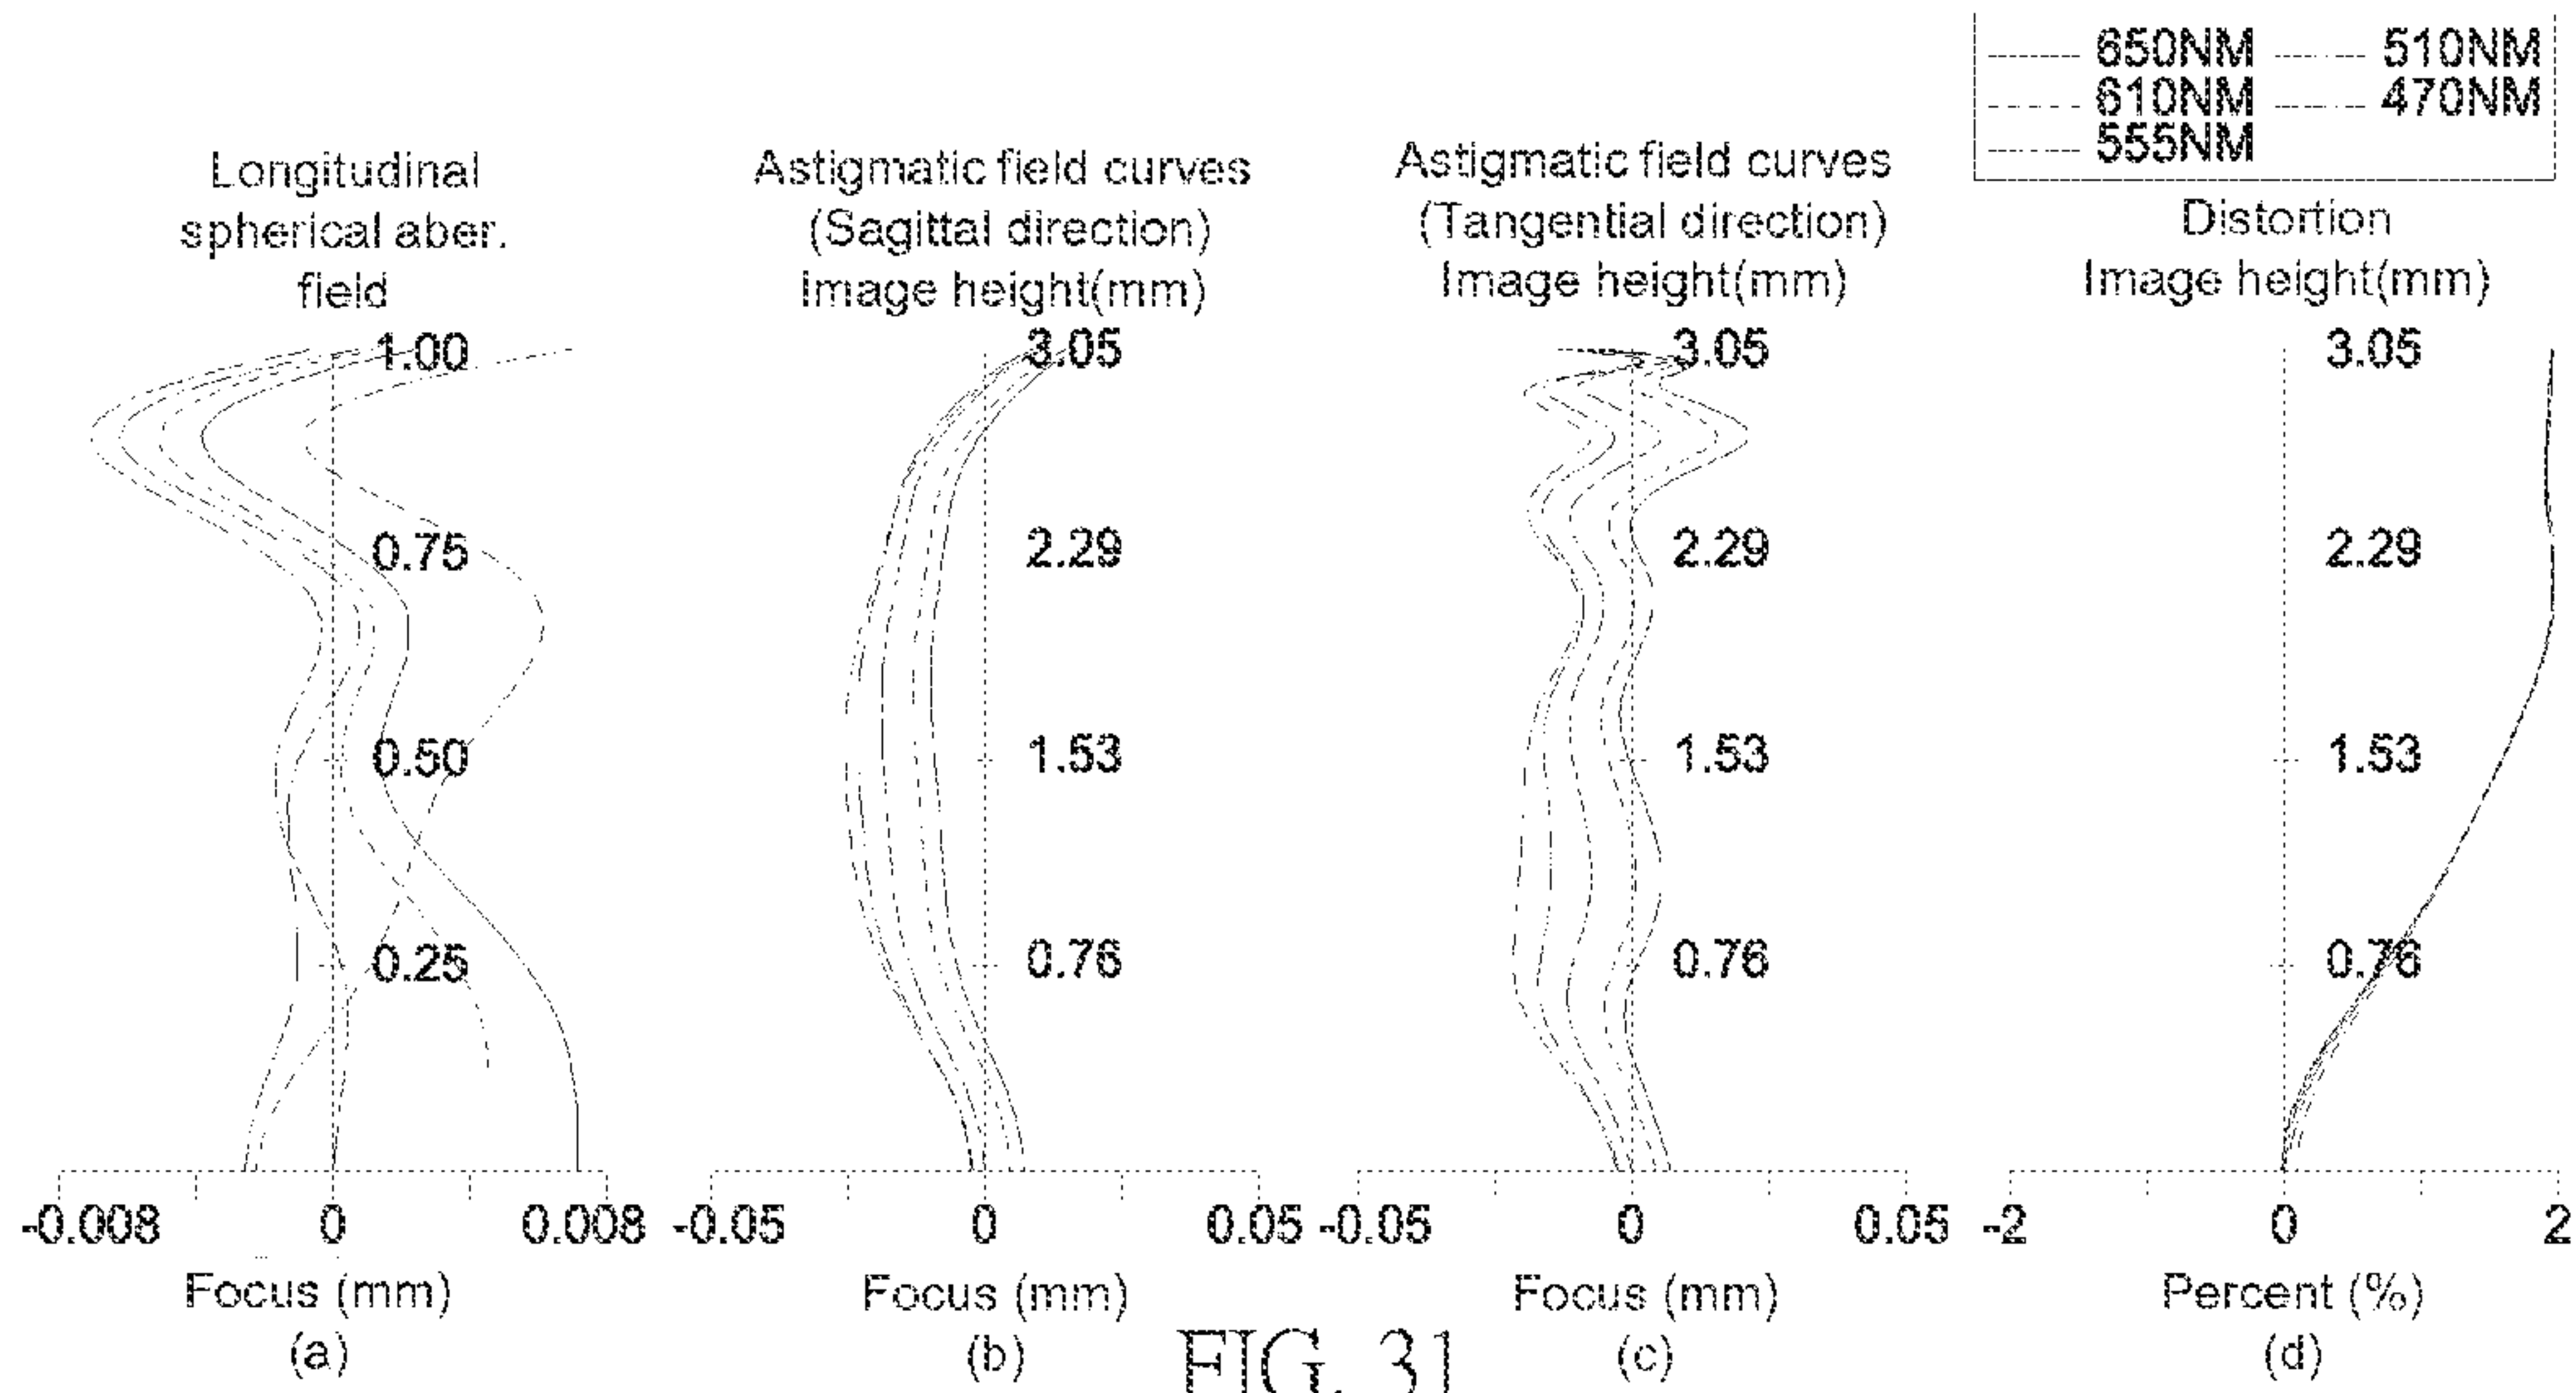 650NM 510NM
610NM 470NM
555NM
Longitudinal
spherical aber.
field
1.00
0.75
0.50
0.25
-0.008 0 0.008
Focus (mm)
(a)
Astigmatic field curves
(Sagittal direction)
Image height(mm)
3.05
2.29
1.53
0.76
-0.05 0 0.05
Focus (mm)
(b)
Astigmatic field curves
(Tangential direction)
Image height(mm)
3.05
2.29
1.53
0.76
-0.05 0 0.05
Focus (mm)
(c)
Distortion
Image height(mm)
3.05
2.29
1.53
0.76
-2 0 2
Percent (%)
(d)
FIG. 31